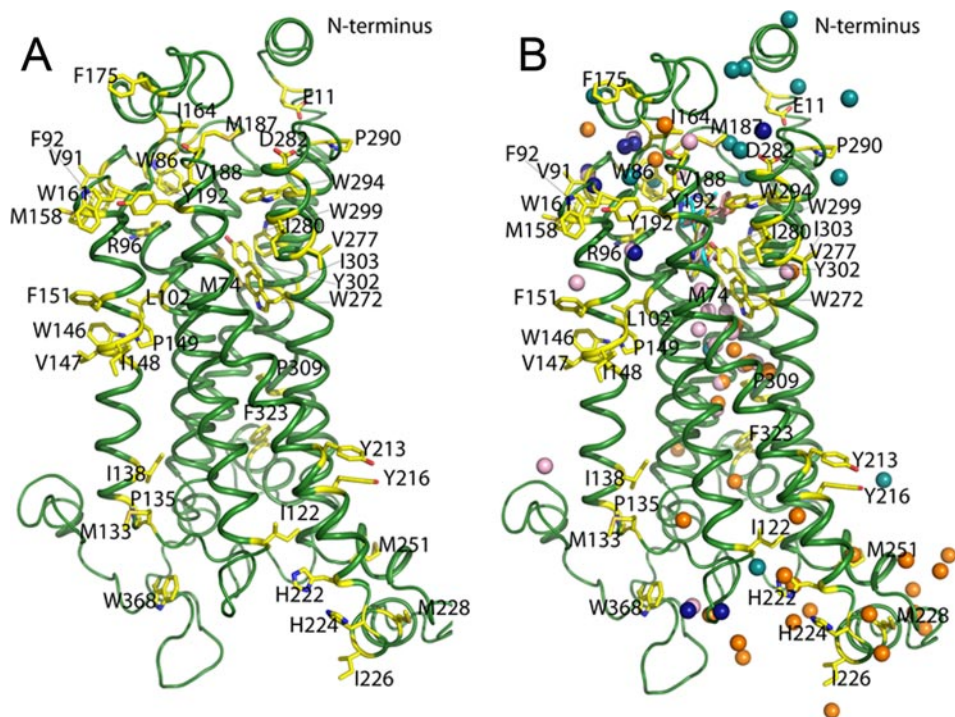 A
N-terminus
F175
E11
I164
M187
D282
P290
F92
V91
W86
V188
W294
W161
Y192
M158
W299
I280
R96
V277
I303
M74
Y302
F151
L102
W272
W146
P149
V147
I148
P309
F323
Y213
I138
Y216
P135
I122
M133
M251
H222
W368
M228
H224
I226
B
N-terminus
F175
E11
I164
M187
D282
P290
F92
V91
W86
V188
W294
W161
Y192
Y192
W299
M158
I280
I303
R96
V277
Y302
M74
F151
L102
W272
W146
P149
V147
I148
P309
F323
Y213
I138
Y216
P135
I122
M133
M251
H222
W368
M228
H224
I226